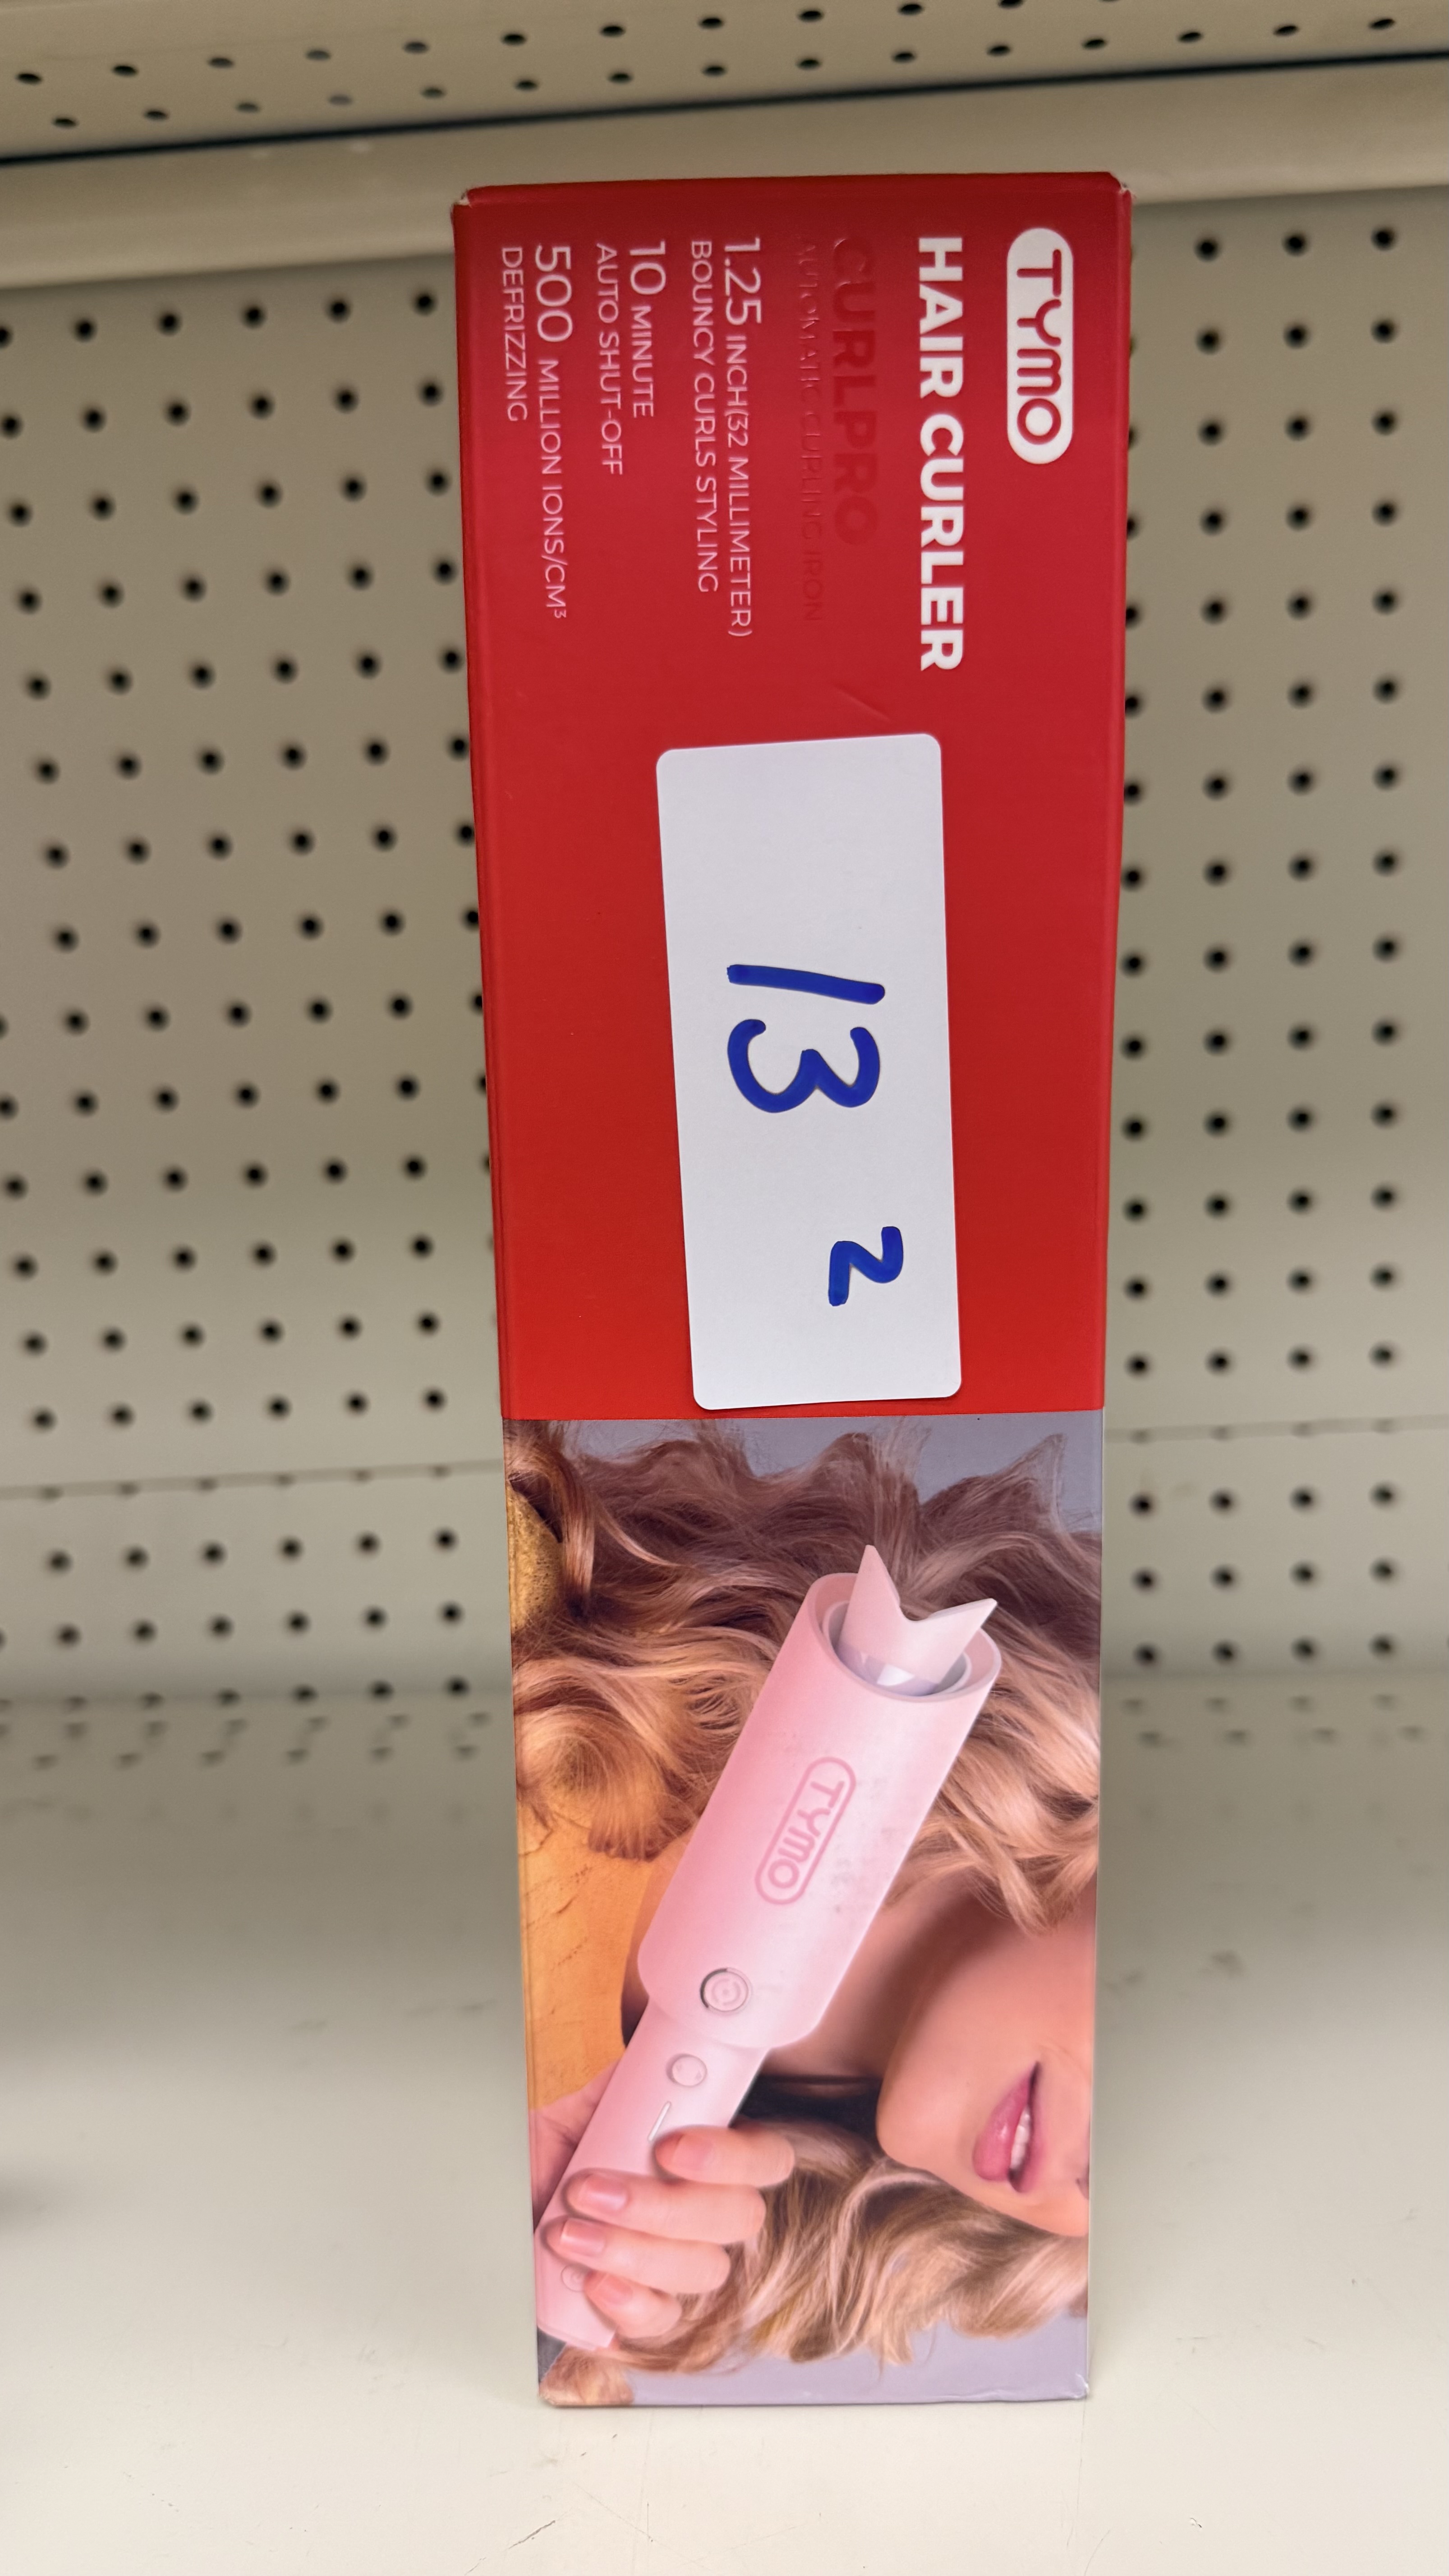 TYMO
HAIR CURLER
CURLPRO
AUTOMATIC CURLING IRON
1.25 INCH(32 MILLIMETER)
BOUNCY CURLS STYLING
10 MINUTE
AUTO SHUT-OFF
500 MILLION IONS/CM³
DEFRIZZING
13 2
TYMO